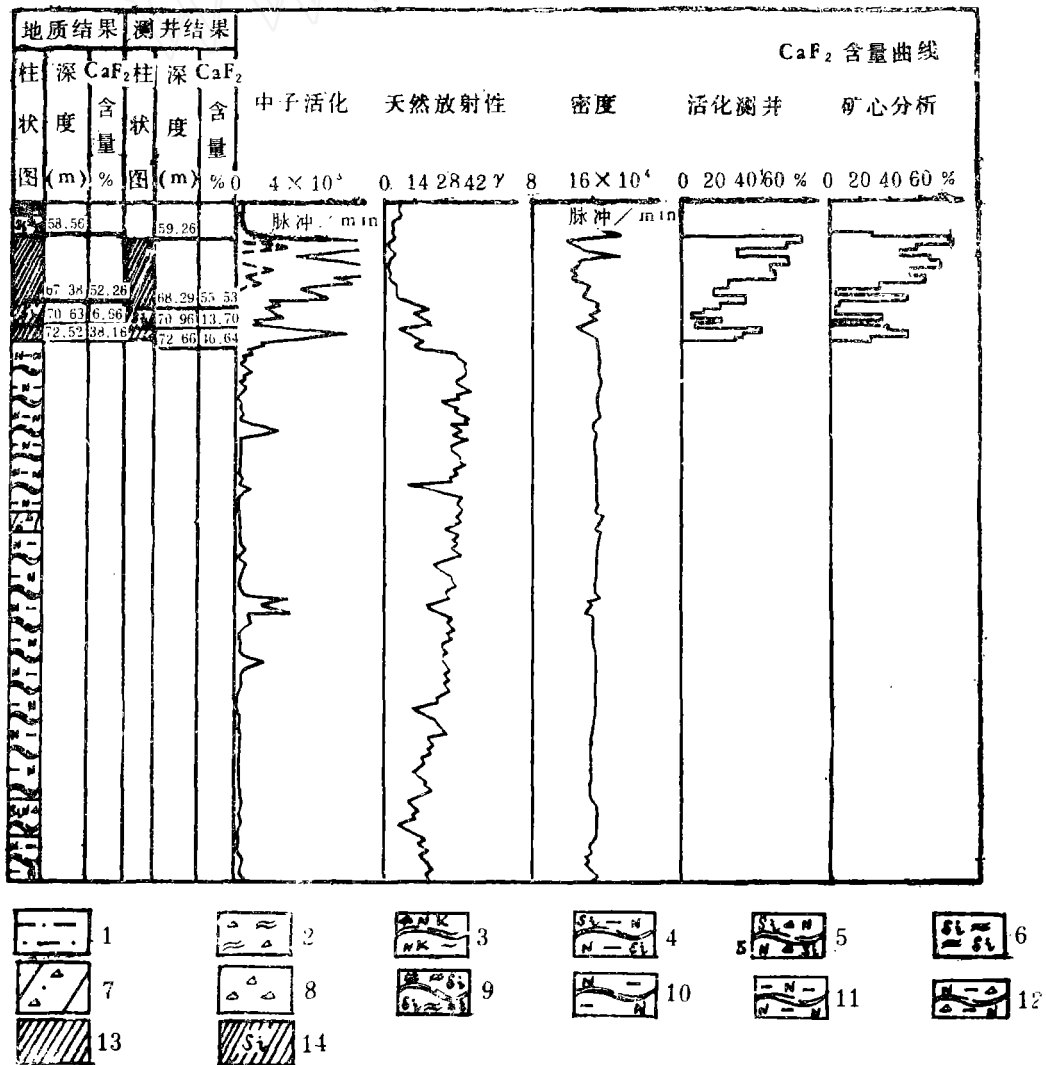 地质结果 测井结果
CaF₂ 含量曲线
柱状图 深度(m) CaF₂含量% 柱状图 深度(m) CaF₂含量% 中子活化 天然放射性 密度 活化测井 矿心分析
0 4×10³ 0 14 28 42 γ 8 16×10⁴ 0 20 40 60 % 0 20 40 60 %
脉冲/min 脉冲/min
58.56 59.26
67.38 52.26 68.29 55.53
70.63 6.96 70.96 13.70
72.52 38.16 72.66 46.64
1 2 3 4 5 6
7 8 9 10 11 12
13 Si 14